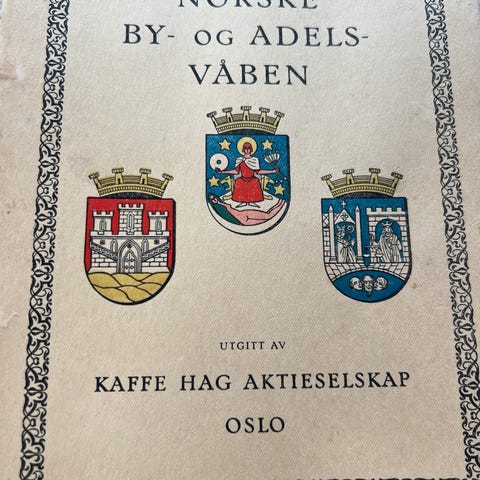 NORSKE
BY- OG ADELS-
VÅBEN
UTGITT AV
KAFFE HAG AKTIESELSKAP
OSLO